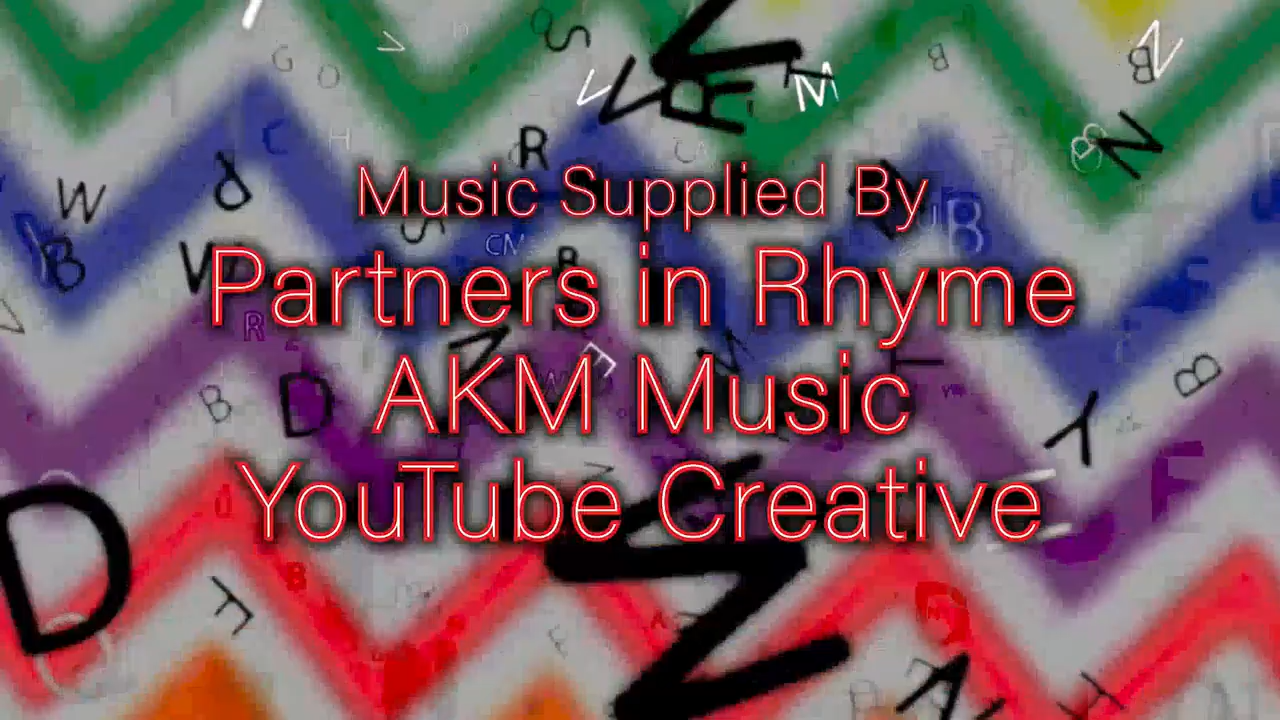 Music Supplied By
Partners in Rhyme
AKM Music
YouTube Creative